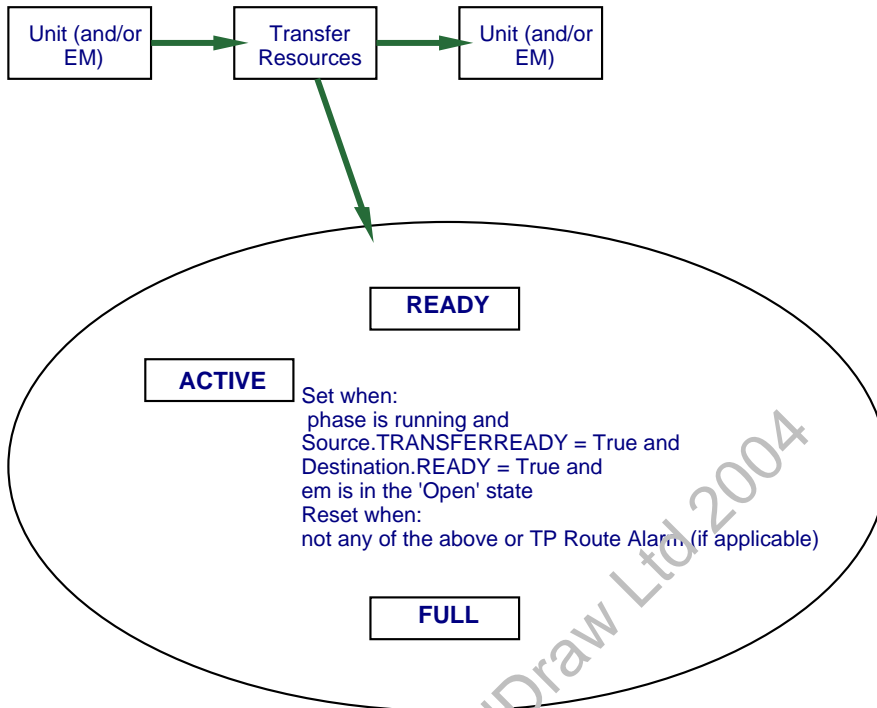 Unit (and/or
EM)
Transfer
Resources
Unit (and/or
EM)
READY
ACTIVE
Set when:
phase is running and
Source.TRANSFERREADY = True and
Destination.READY = True and
em is in the 'Open' state
Reset when:
not any of the above or TP Route Alarm (if applicable)
FULL
Draw Ltd 2004